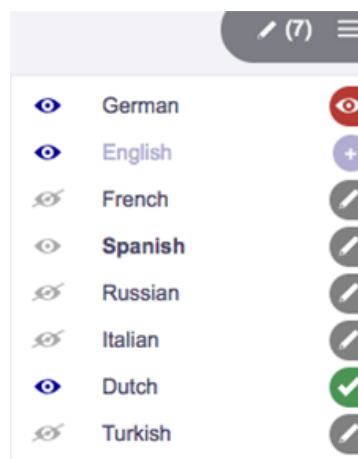 (7)
German
English
French
Spanish
Russian
Italian
Dutch
Turkish